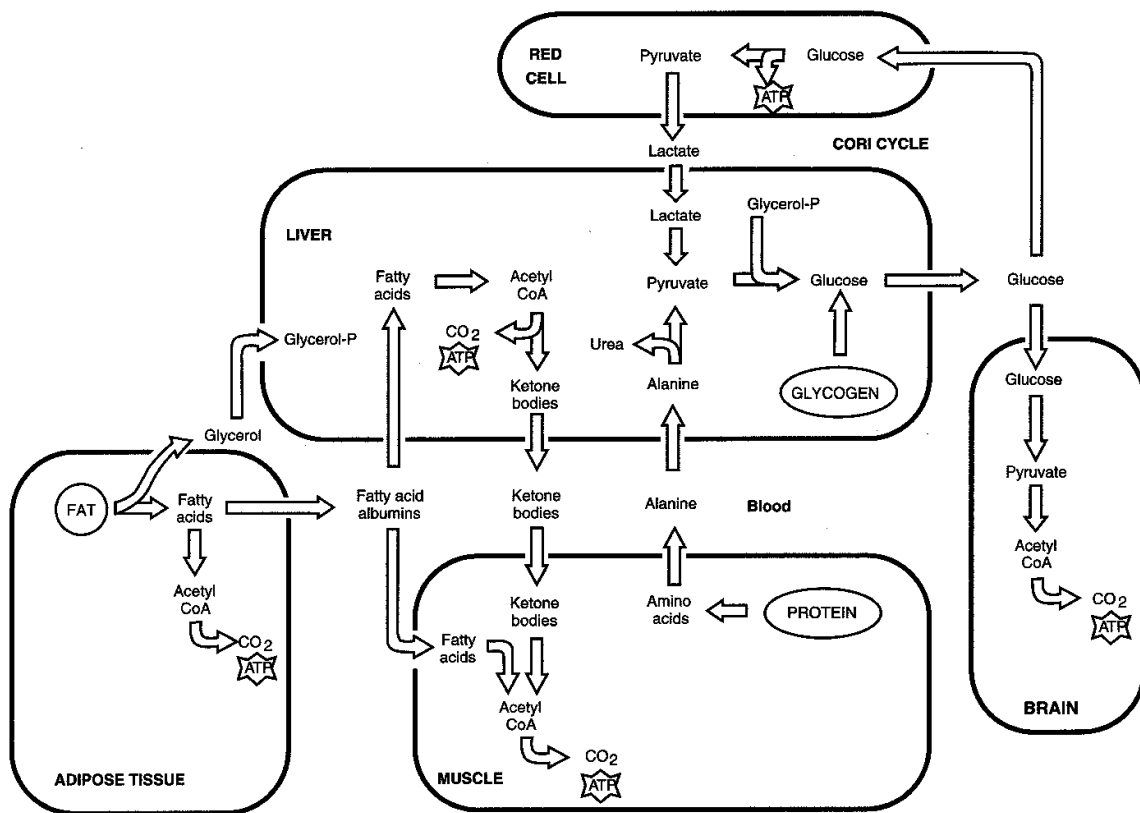 RED
CELL
Pyruvate
Glucose
ATP
CORI CYCLE
Lactate
LIVER
Lactate
Glycerol-P
Fatty
acids
Acetyl
CoA
Pyruvate
Glucose
Glucose
Glycerol-P
CO2
ATP
Urea
Ketone
bodies
Alanine
GLYCOGEN
Glucose
Glycerol
FAT
Fatty
acids
Fatty acid
albumins
Ketone
bodies
Alanine
Blood
Pyruvate
Acetyl
CoA
CO2
ATP
Ketone
bodies
Amino
acids
PROTEIN
Acetyl
CoA
CO2
ATP
Fatty
acids
Acetyl
CoA
CO2
ATP
BRAIN
ADIPOSE TISSUE
MUSCLE